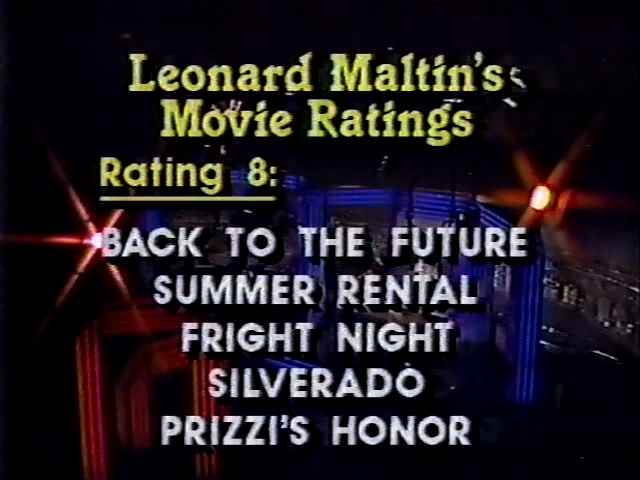 Leonard Maltin's
Movie Ratings
Rating 8:
BACK TO THE FUTURE
SUMMER RENTAL
FRIGHT NIGHT
SILVERADO
PRIZZI'S HONOR